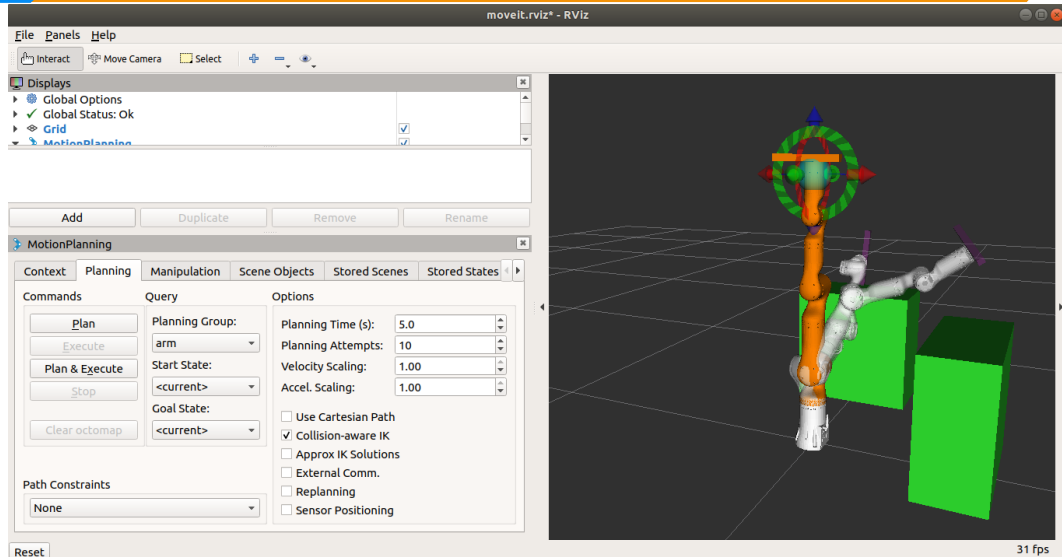 moveit.rviz* - RViz
File Panels Help
Interact Move Camera Select
Displays
Global Options
Global Status: Ok
Grid
MotionPlanning
Add Duplicate Remove Rename
MotionPlanning
Context Planning Manipulation Scene Objects Stored Scenes Stored States
Commands Query Options
Plan Planning Group: Planning Time (s): 5.0
Execute arm Planning Attempts: 10
Plan & Execute Start State: Velocity Scaling: 1.00
Stop <current> Accel. Scaling: 1.00
Goal State: Use Cartesian Path
Clear octomap <current> Collision-aware IK
Approx IK Solutions
External Comm.
Path Constraints Replanning
None Sensor Positioning
Reset 31 fps